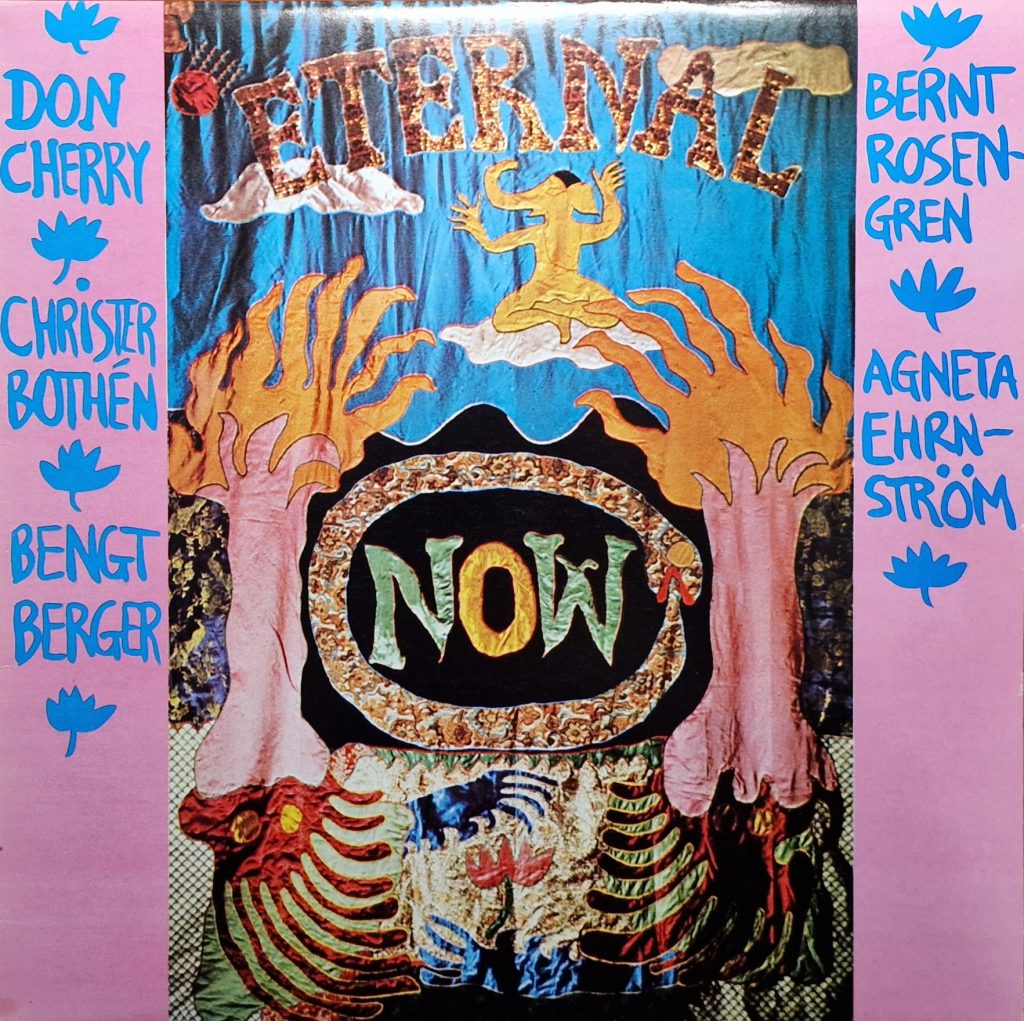 DON
CHERRY
CHRISTER
BOTHÉN
BENGT
BERGER
ETERNAL
NOW
BERNT
ROSEN-
GREN
AGNETA
EHRN-
STRÖM